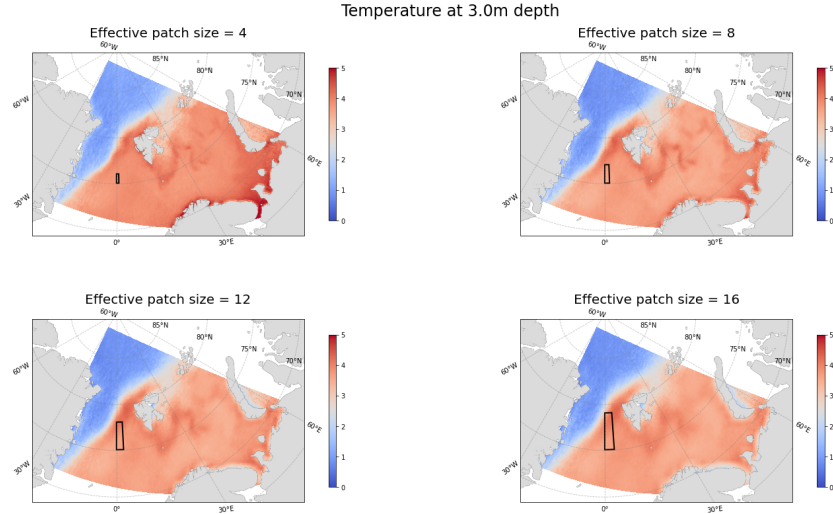 Temperature at 3.0m depth
Effective patch size = 4
60°W
85°N
80°N
75°N
70°N
60°W
60°E
30°W
0°
30°E
5
4
3
2
1
0
Effective patch size = 8
60°W
85°N
80°N
75°N
70°N
60°W
60°E
30°W
0°
30°E
5
4
3
2
1
0
Effective patch size = 12
60°W
85°N
80°N
75°N
70°N
60°W
60°E
30°W
0°
30°E
5
4
3
2
1
0
Effective patch size = 16
60°W
85°N
80°N
75°N
70°N
60°W
60°E
30°W
0°
30°E
5
4
3
2
1
0